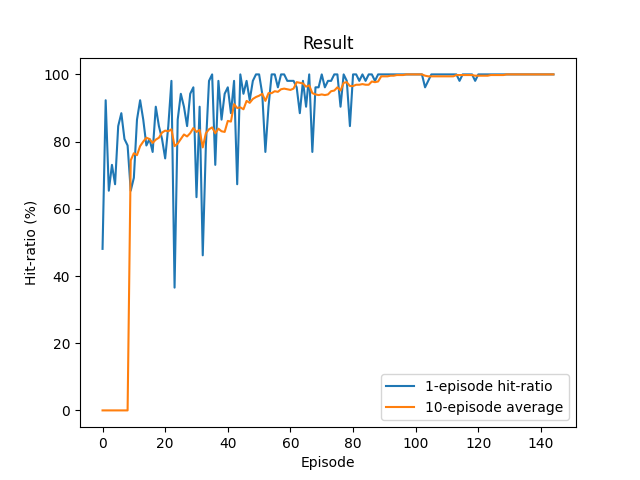 Result
Hit-ratio (%)
100
80
60
40
20
0
0 20 40 60 80 100 120 140
Episode
1-episode hit-ratio
10-episode average